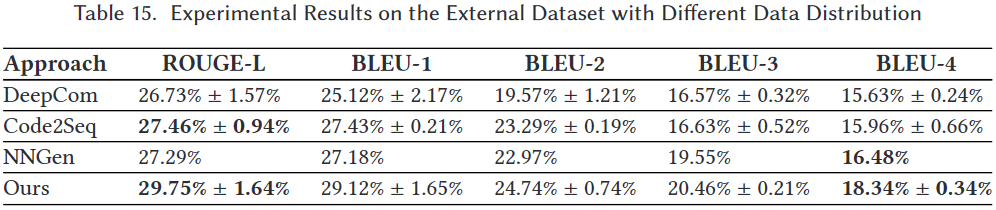 Table 15. Experimental Results on the External Dataset with Different Data Distribution
Approach ROUGE-L BLEU-1 BLEU-2 BLEU-3 BLEU-4
DeepCom 26.73% ± 1.57% 25.12% ± 2.17% 19.57% ± 1.21% 16.57% ± 0.32% 15.63% ± 0.24%
Code2Seq 27.46% ± 0.94% 27.43% ± 0.21% 23.29% ± 0.19% 16.63% ± 0.52% 15.96% ± 0.66%
NNGen 27.29% 27.18% 22.97% 19.55% 16.48%
Ours 29.75% ± 1.64% 29.12% ± 1.65% 24.74% ± 0.74% 20.46% ± 0.21% 18.34% ± 0.34%